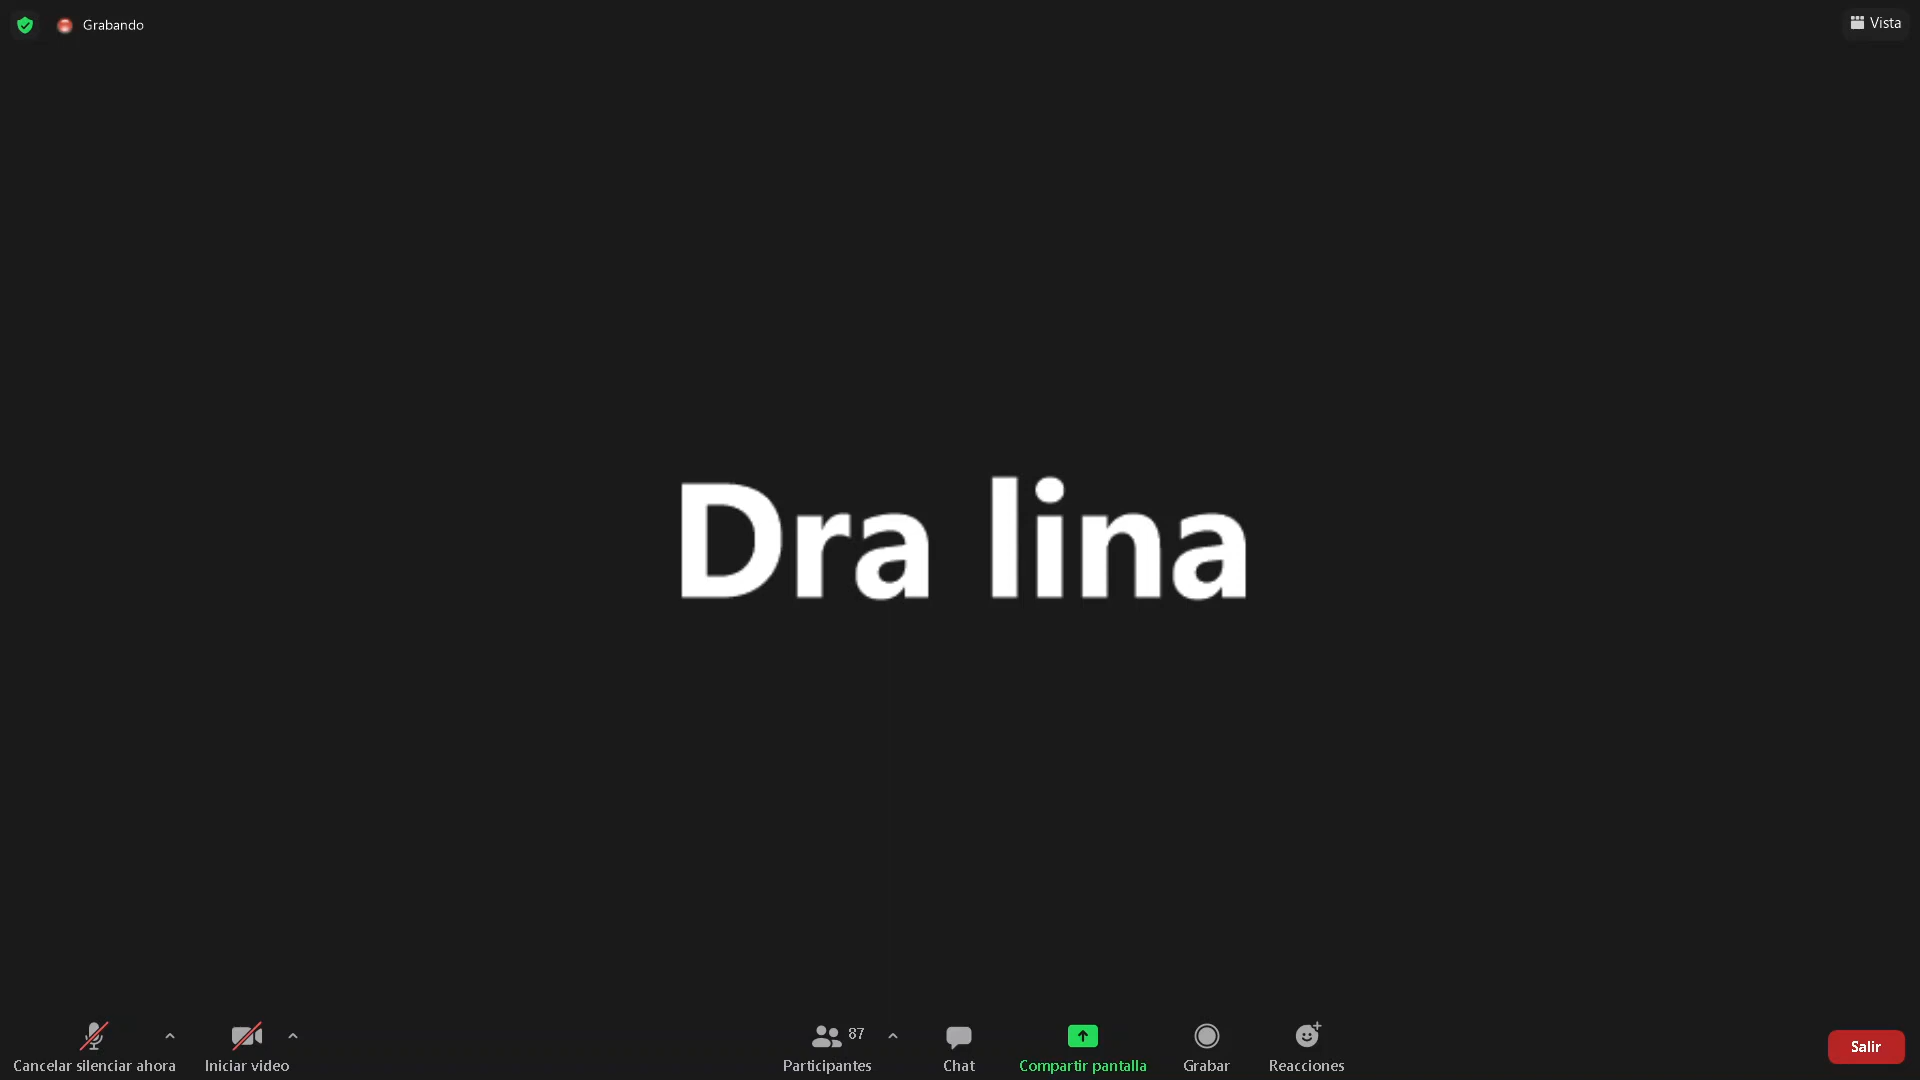 Grabando
Vista
Dra lina
87
Cancelar silenciar ahora
Iniciar video
Participantes
Chat
Compartir pantalla
Grabar
Reacciones
Salir